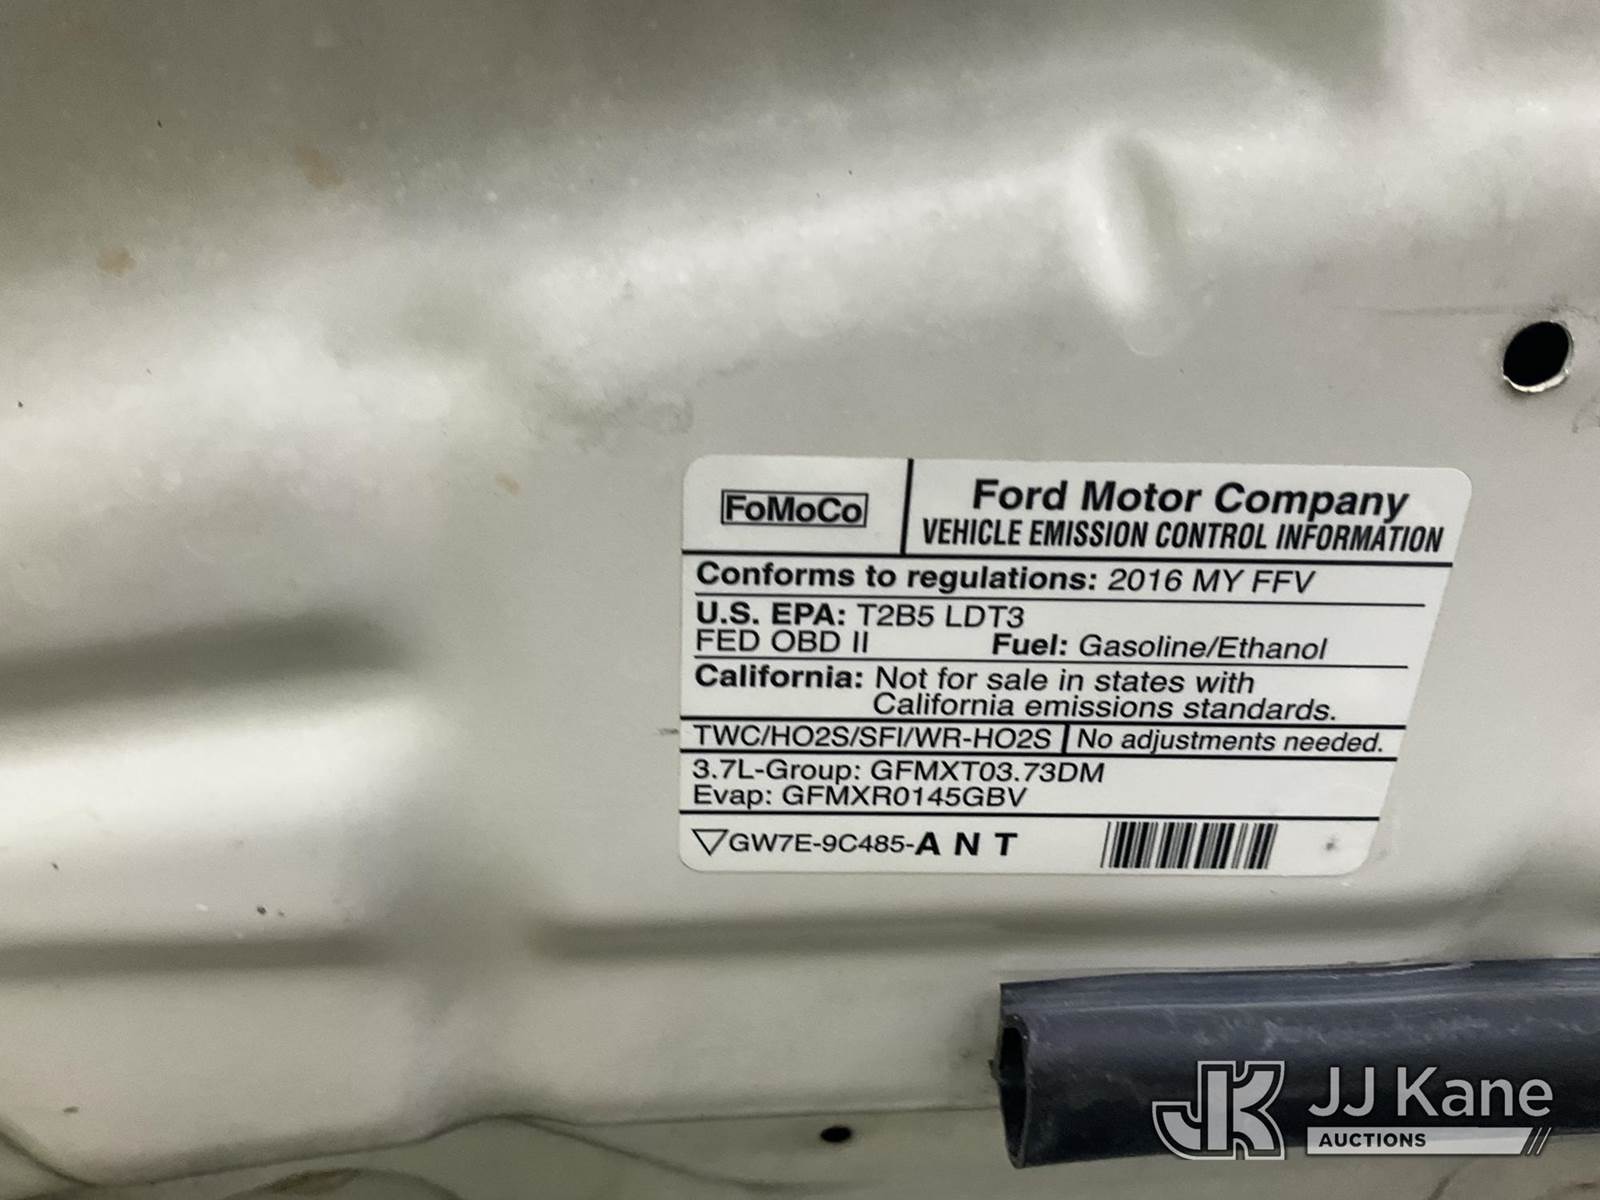 FoMoCo
Ford Motor Company
VEHICLE EMISSION CONTROL INFORMATION
Conforms to regulations: 2016 MY FFV
U.S. EPA: T2B5 LDT3
FED OBD II Fuel: Gasoline/Ethanol
California: Not for sale in states with
California emissions standards.
TWC/HO2S/SFI/WR-HO2S No adjustments needed.
3.7L-Group: GFMXT03.73DM
Evap: GFMXR0145GBV
GW7E-9C485-A N T
JK JJ Kane
AUCTIONS